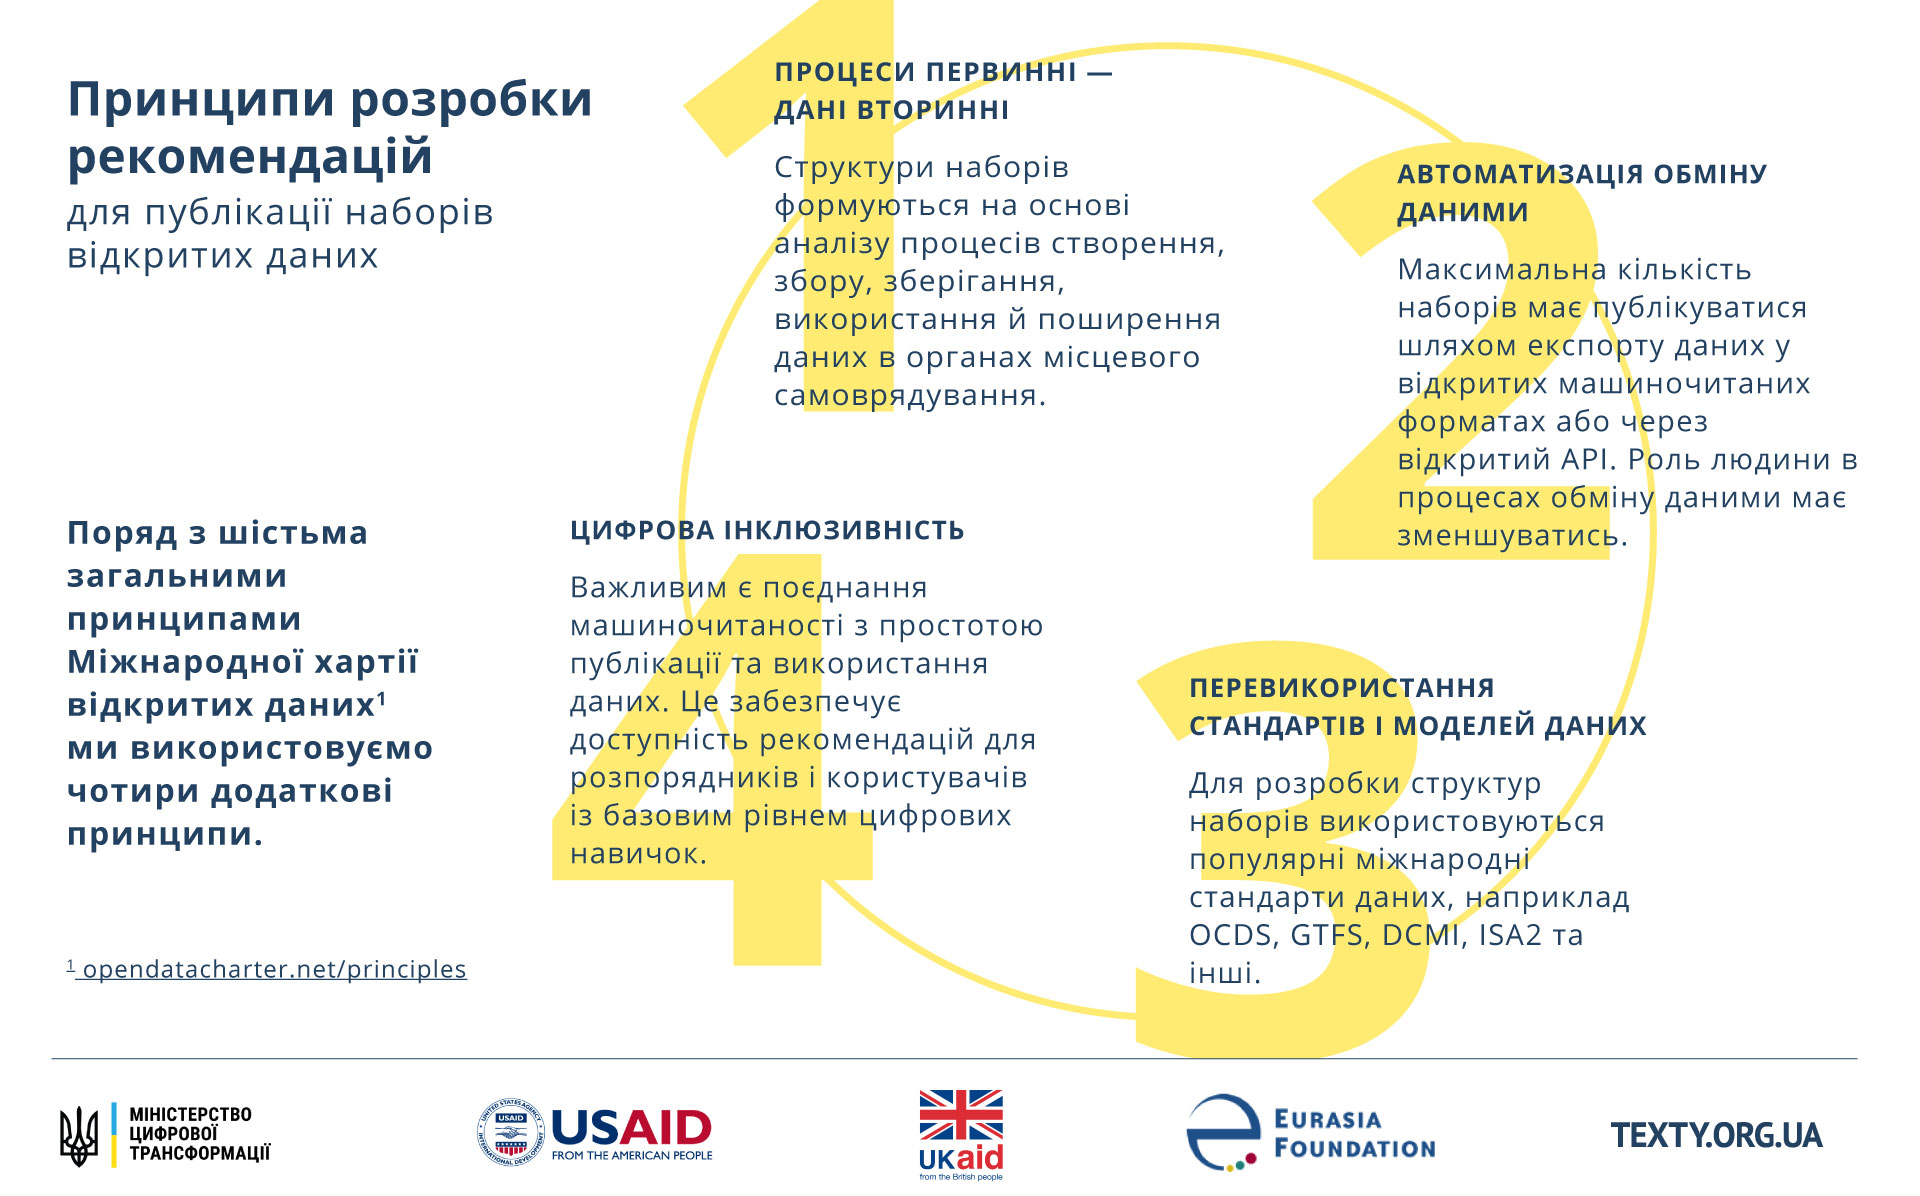 Принципи розробки
рекомендацій
для публікації наборів
відкритих даних
Поряд з шістьма
загальними
принципами
Міжнародної хартії
відкритих даних¹
ми використовуємо
чотири додаткові
принципи.
¹ opendatacharter.net/principles
1
ПРОЦЕСИ ПЕРВИННІ —
ДАНІ ВТОРИННІ
Структури наборів
формуються на основі
аналізу процесів створення,
збору, зберігання,
використання й поширення
даних в органах місцевого
самоврядування.
2
АВТОМАТИЗАЦІЯ ОБМІНУ
ДАНИМИ
Максимальна кількість
наборів має публікуватися
шляхом експорту даних у
відкритих машиночитаних
форматах або через
відкритий API. Роль людини в
процесах обміну даними має
зменшуватись.
3
ПЕРЕВИКОРИСТАННЯ
СТАНДАРТІВ І МОДЕЛЕЙ ДАНИХ
Для розробки структур
наборів використовуються
популярні міжнародні
стандарти даних, наприклад
OCDS, GTFS, DCMI, ISA2 та
інші.
4
ЦИФРОВА ІНКЛЮЗИВНІСТЬ
Важливим є поєднання
машиночитаності з простотою
публікації та використання
даних. Це забезпечує
доступність рекомендацій для
розпорядників і користувачів
із базовим рівнем цифрових
навичок.
МІНІСТЕРСТВО
ЦИФРОВОЇ
ТРАНСФОРМАЦІЇ
UNITED STATES AGENCY
USAID
INTERNATIONAL DEVELOPMENT
USAID
FROM THE AMERICAN PEOPLE
UKaid
from the British people
EURASIA
FOUNDATION
TEXTY.ORG.UA